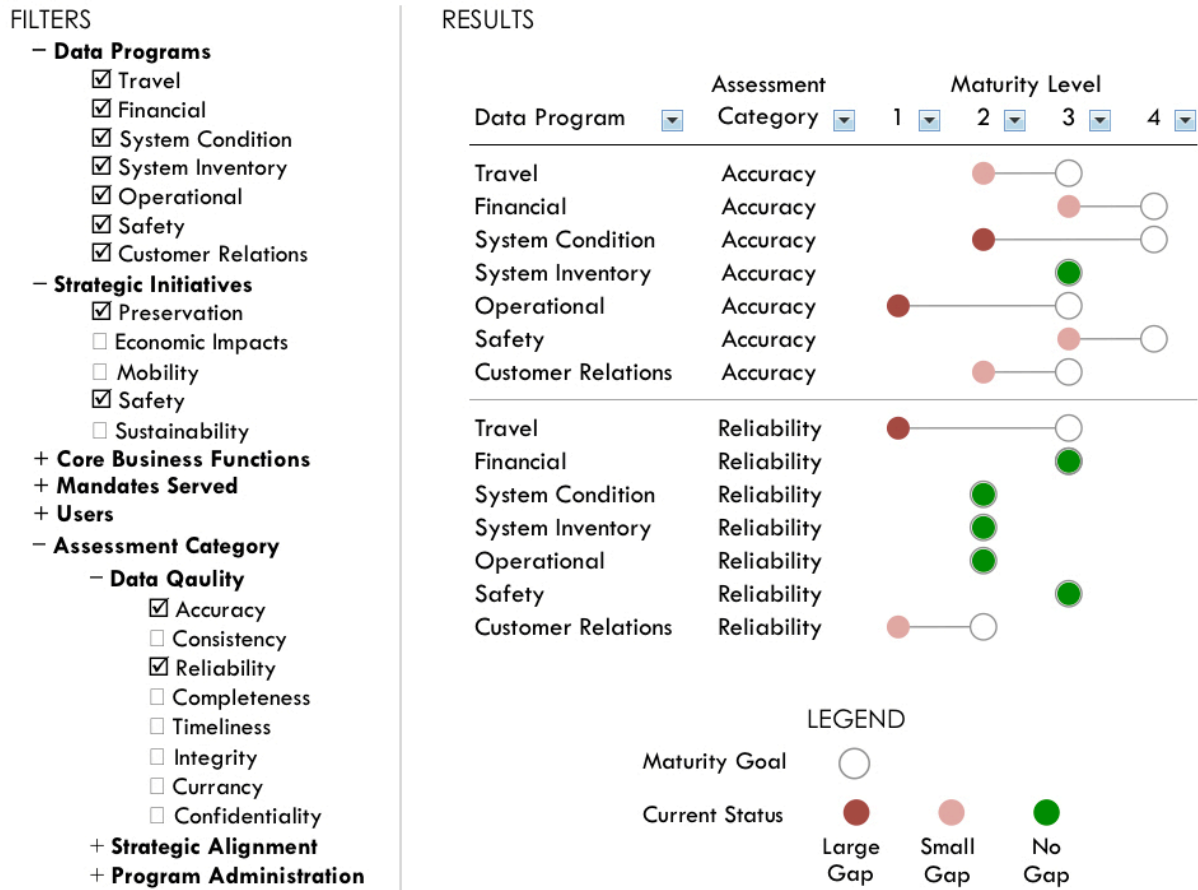 FILTERS
− Data Programs
☑ Travel
☑ Financial
☑ System Condition
☑ System Inventory
☑ Operational
☑ Safety
☑ Customer Relations
− Strategic Initiatives
☑ Preservation
☐ Economic Impacts
☐ Mobility
☑ Safety
☐ Sustainability
+ Core Business Functions
+ Mandates Served
+ Users
− Assessment Category
− Data Qaulity
☑ Accuracy
☐ Consistency
☑ Reliability
☐ Completeness
☐ Timeliness
☐ Integrity
☐ Currancy
☐ Confidentiality
+ Strategic Alignment
+ Program Administration
RESULTS
Assessment Maturity Level
Data Program Category 1 2 3 4
Travel Accuracy
Financial Accuracy
System Condition Accuracy
System Inventory Accuracy
Operational Accuracy
Safety Accuracy
Customer Relations Accuracy
Travel Reliability
Financial Reliability
System Condition Reliability
System Inventory Reliability
Operational Reliability
Safety Reliability
Customer Relations Reliability
LEGEND
Maturity Goal
Current Status
Large Small No
Gap Gap Gap